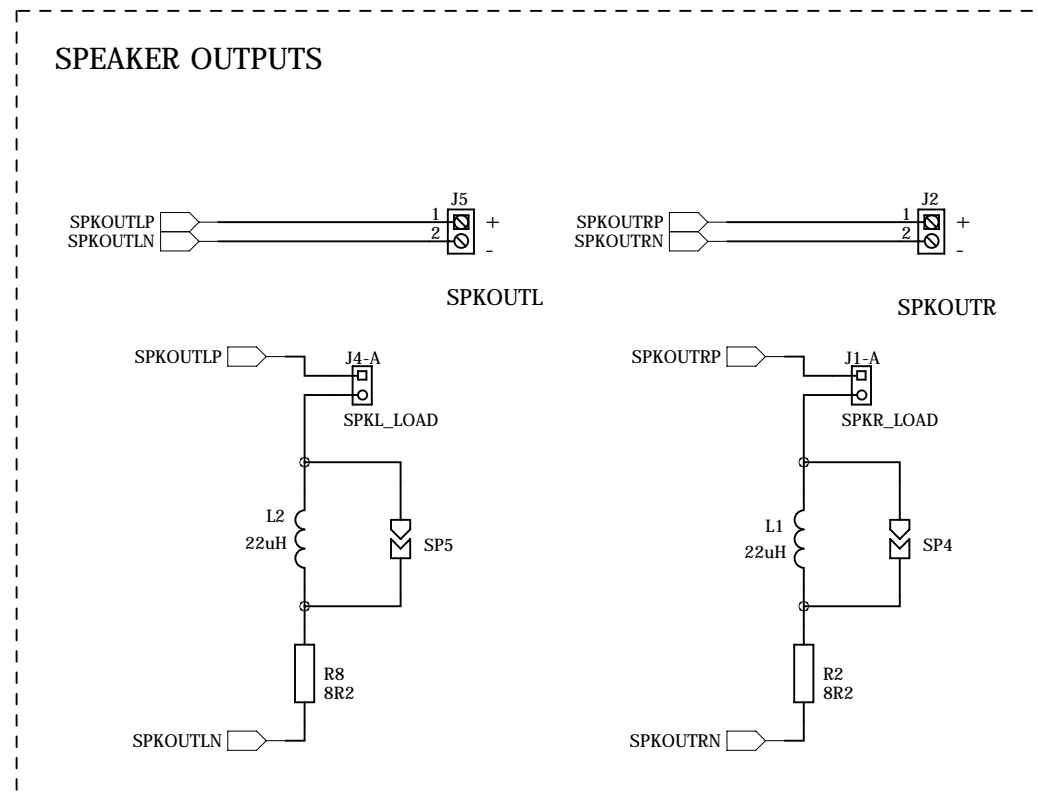 SPEAKER OUTPUTS
J5
J2
SPKOUTLP
1
+
SPKOUTRP
1
+
SPKOUTLN
2
-
SPKOUTRN
2
-
SPKOUTL
SPKOUTR
SPKOUTLP
J4-A
SPKOUTRP
J1-A
SPKL_LOAD
SPKR_LOAD
L2
22uH
SP5
L1
22uH
SP4
R8
8R2
R2
8R2
SPKOUTLN
SPKOUTRN